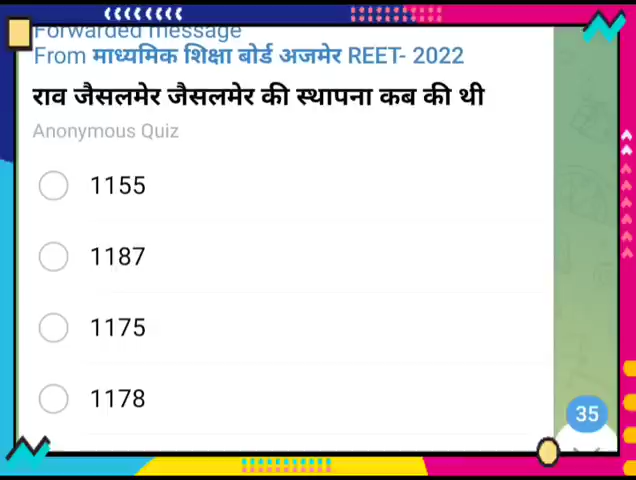 Forwarded message
From माध्यमिक शिक्षा बोर्ड अजमेर REET- 2022
राव जैसलमेर जैसलमेर की स्थापना कब की थी
Anonymous Quiz
1155
1187
1175
1178
35